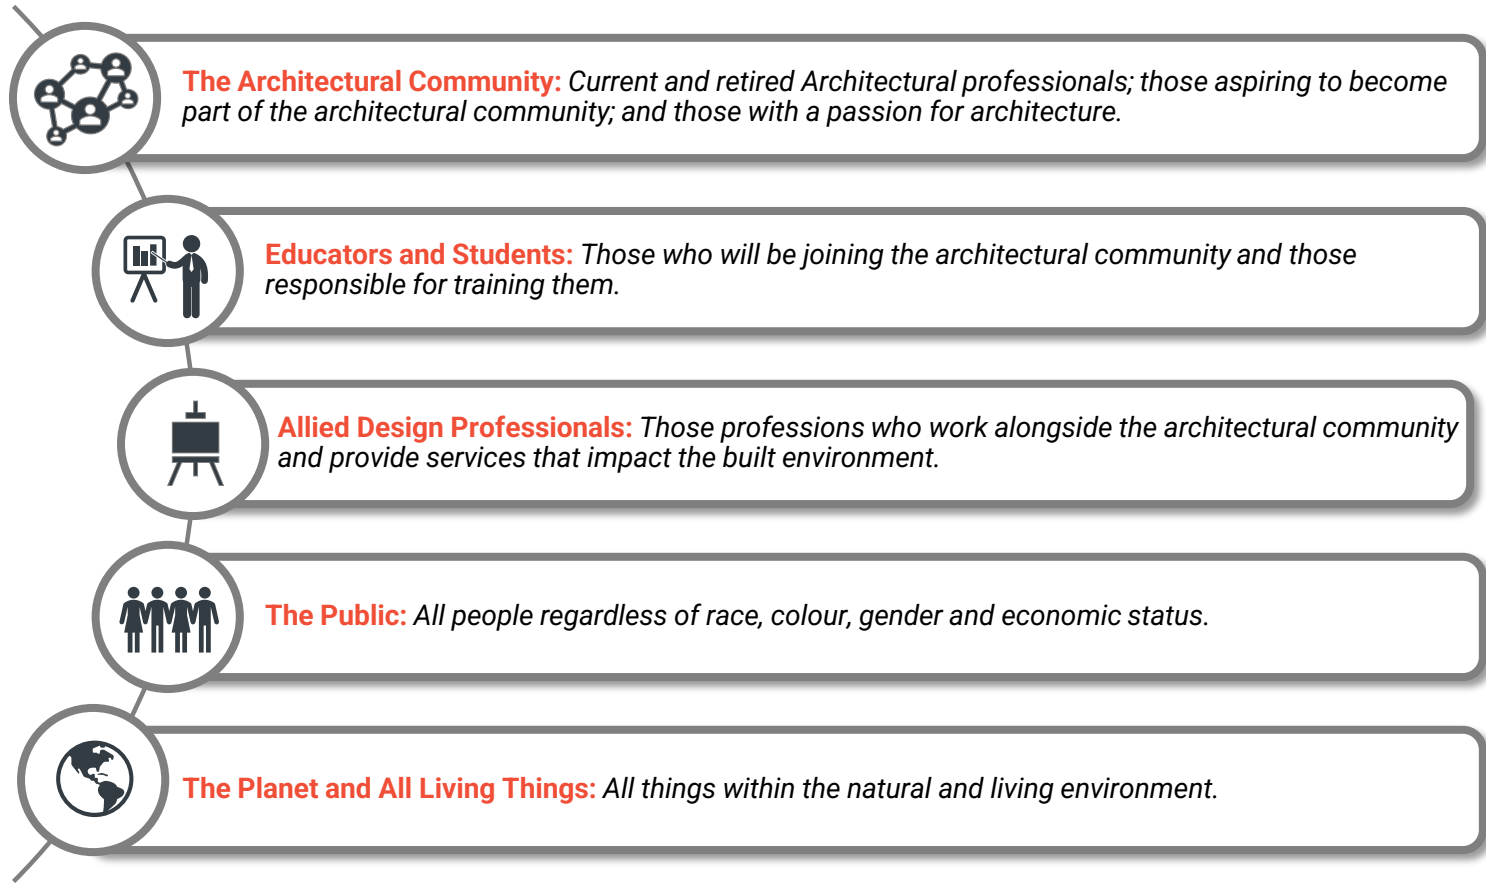 The Architectural Community: Current and retired Architectural professionals; those aspiring to become
part of the architectural community; and those with a passion for architecture.
Educators and Students: Those who will be joining the architectural community and those
responsible for training them.
Allied Design Professionals: Those professions who work alongside the architectural community
and provide services that impact the built environment.
The Public: All people regardless of race, colour, gender and economic status.
The Planet and All Living Things: All things within the natural and living environment.